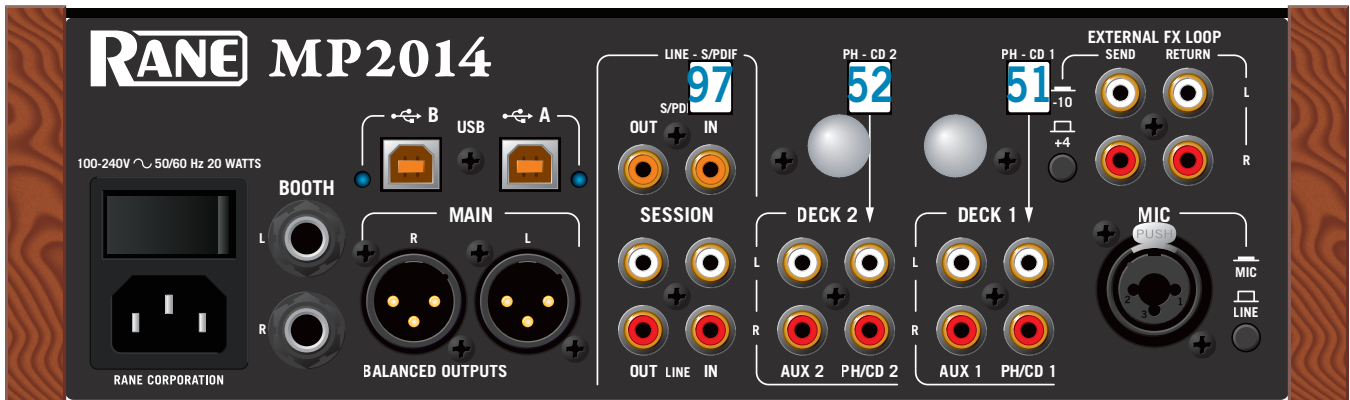 RANE MP2014
LINE - S/PDIF
PH - CD 2
PH - CD 1
EXTERNAL FX LOOP
SEND RETURN
97
52
51
-10
+4
L
R
S/PD
OUT IN
B USB A
100-240V 50/60 Hz 20 WATTS
BOOTH
L
R
MAIN
R L
SESSION
DECK 2
DECK 1
MIC
PUSH
L
R
L
R
2 1
3
MIC
LINE
RANE CORPORATION
BALANCED OUTPUTS
OUT LINE IN
AUX 2 PH/CD 2
AUX 1 PH/CD 1